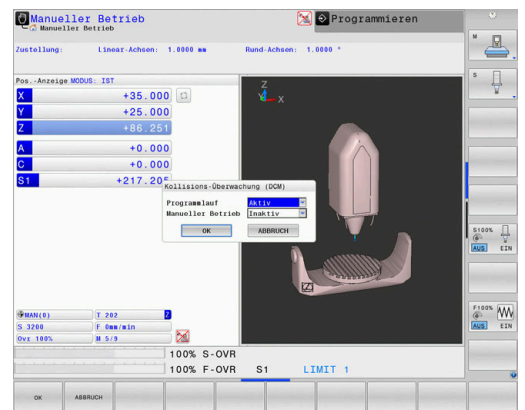 Manueller Betrieb
Manueller Betrieb
Programmieren
Zustellung: Linear-Achsen: 1.0000 mm Rund-Achsen: 1.0000 °
Pos.-Anzeige MODUS: IST
X +35.000
Y +25.000
Z +86.251
A +0.000
C +0.000
S1 +217.205
Z
Y
X
Kollisions-Überwachung (DCM)
Programmlauf Aktiv
Manueller Betrieb Inaktiv
OK ABBRUCH
MAN(0) T 202 Z
S 3200 F 0mm/min
Ovr 100% M 5/9
100% S-OVR
100% F-OVR S1 LIMIT 1
M
S
S100%
AUS EIN
F100%
AUS EIN
OK ABBRUCH